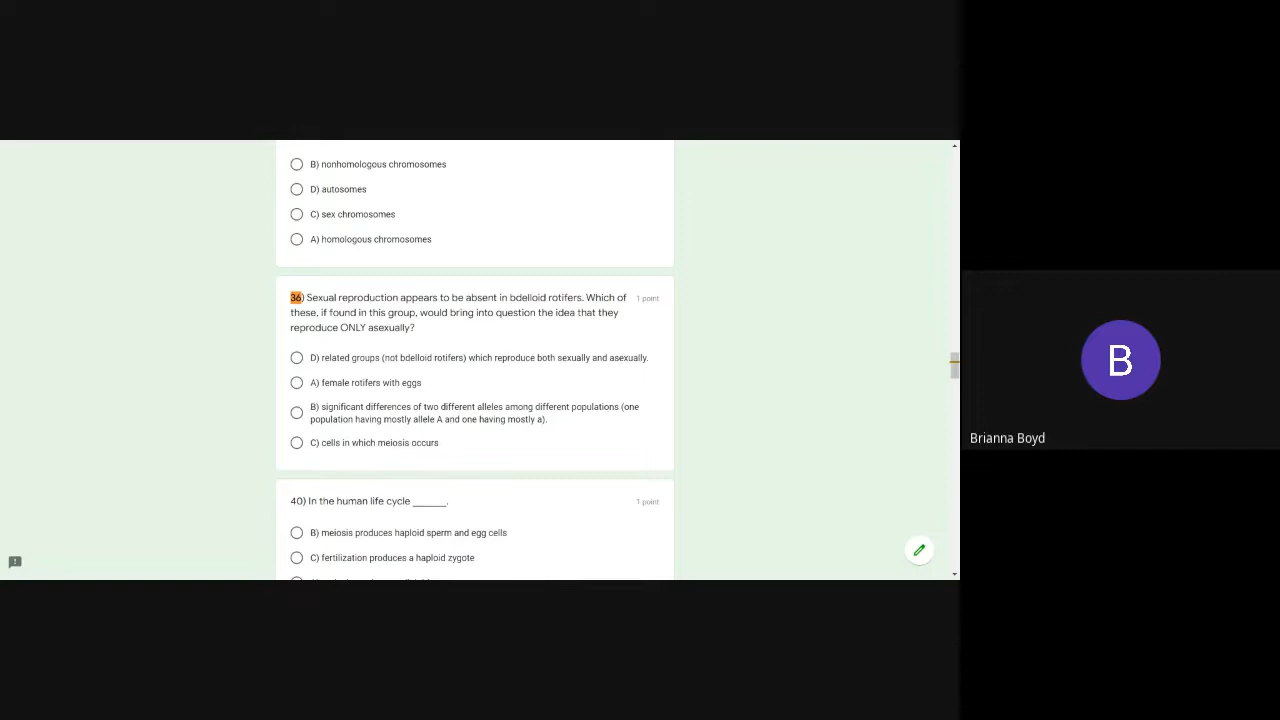 B) nonhomologous chromosomes
D) autosomes
C) sex chromosomes
A) homologous chromosomes
36) Sexual reproduction appears to be absent in bdelloid rotifers. Which of 1 point
these, if found in this group, would bring into question the idea that they
reproduce ONLY asexually?
D) related groups (not bdelloid rotifers) which reproduce both sexually and asexually.
A) female rotifers with eggs
B) significant differences of two different alleles among different populations (one
population having mostly allele A and one having mostly a).
C) cells in which meiosis occurs
40) In the human life cycle ______. 1 point
B) meiosis produces haploid sperm and egg cells
C) fertilization produces a haploid zygote
B
Brianna Boyd